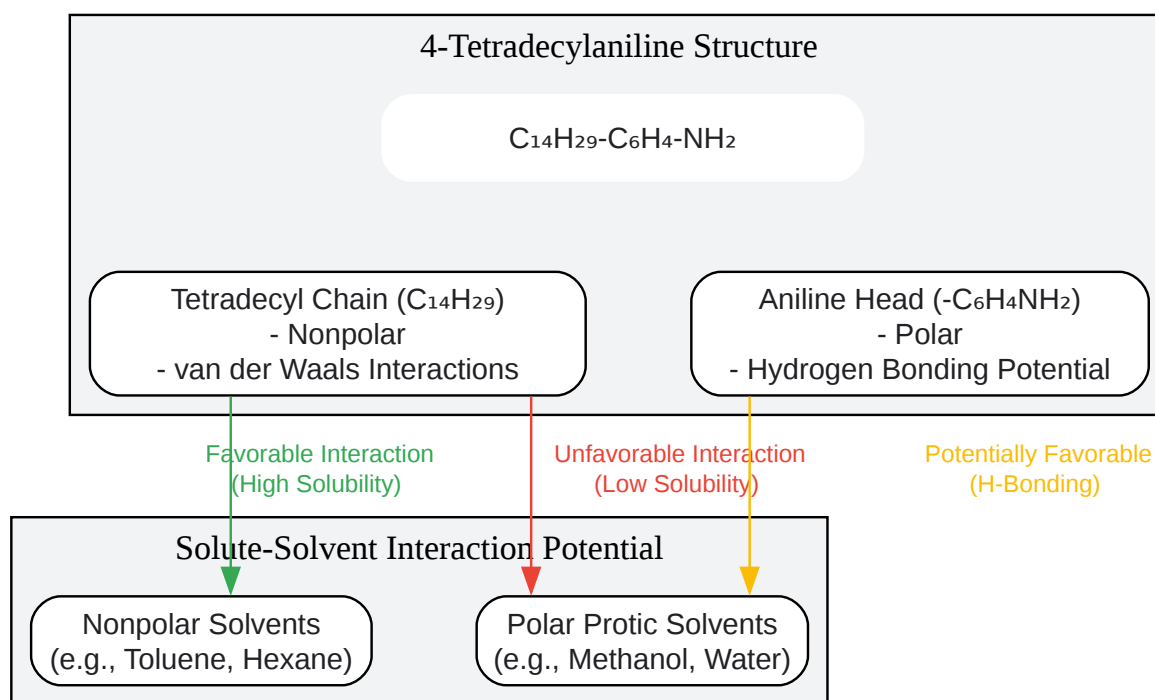 4-Tetradecylaniline Structure
C₁₄H₂₉-C₆H₄-NH₂
Tetradecyl Chain (C₁₄H₂₉)
- Nonpolar
- van der Waals Interactions
Aniline Head (-C₆H₄NH₂)
- Polar
- Hydrogen Bonding Potential
Favorable Interaction
(High Solubility)
Unfavorable Interaction
(Low Solubility)
Potentially Favorable
(H-Bonding)
Solute-Solvent Interaction Potential
Nonpolar Solvents
(e.g., Toluene, Hexane)
Polar Protic Solvents
(e.g., Methanol, Water)